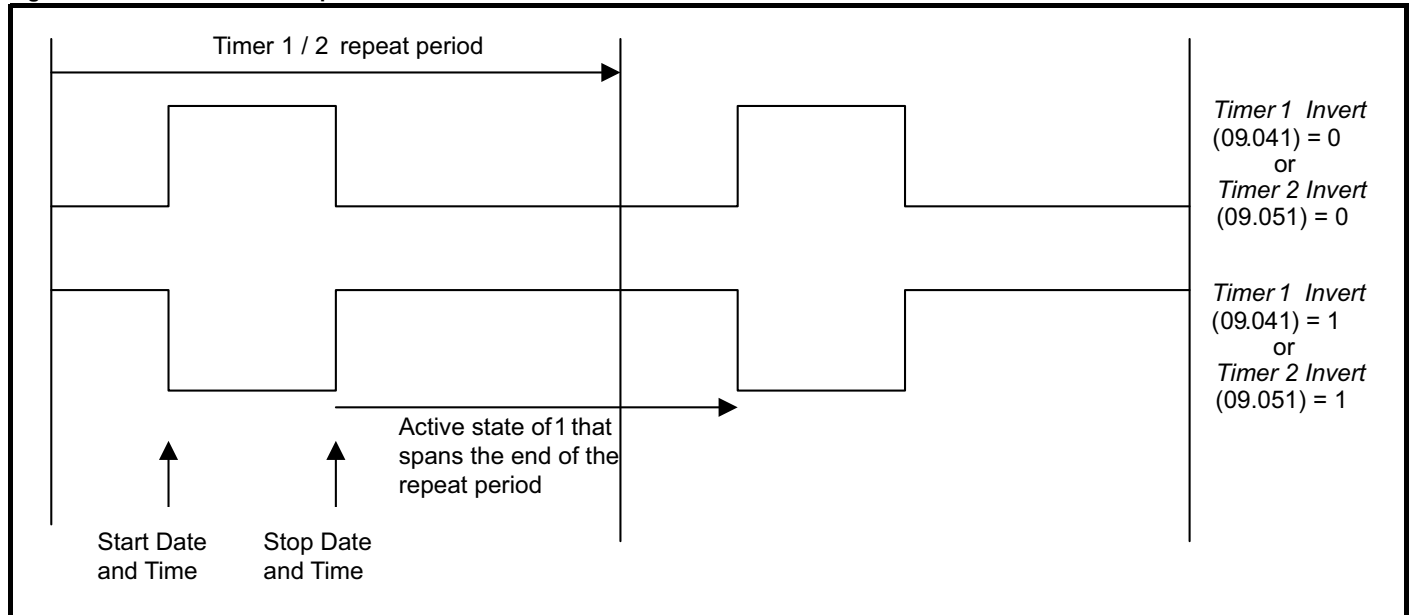 Timer 1 / 2 repeat period
Timer 1 Invert
(09.041) = 0
or
Timer 2 Invert
(09.051) = 0
Timer 1 Invert
(09.041) = 1
or
Timer 2 Invert
(09.051) = 1
Active state of 1 that
spans the end of the
repeat period
Start Date
and Time
Stop Date
and Time